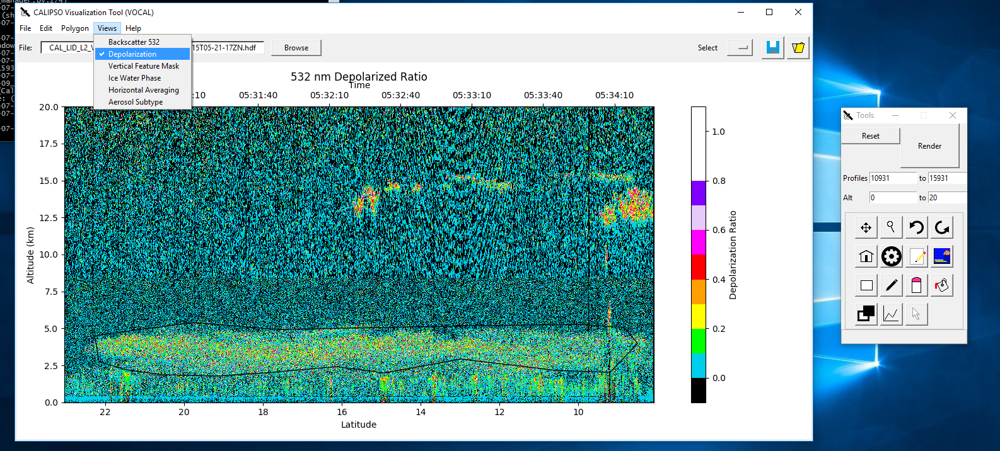 manager.py:274)
CALIPSO Visualization Tool (VOCAL)
File Edit Polygon Views Help
File: CAL_LID_L2_V 15T05-21-17ZN.hdf Browse Select
Backscatter 532
Depolarization
Vertical Feature Mask
Ice Water Phase
Horizontal Averaging
Aerosol Subtype
532 nm Depolarized Ratio
Time
:10 05:31:40 05:32:10 05:32:40 05:33:10 05:33:40 05:34:10
20.0
17.5
15.0
12.5
10.0
7.5
5.0
2.5
0.0
Altitude (km)
22 20 18 16 14 12 10
Latitude
1.0
0.8
0.6
0.4
0.2
0.0
Depolarization Ratio
Tools
Reset
Render
Profiles 10931 to 15931
Alt 0 to 20